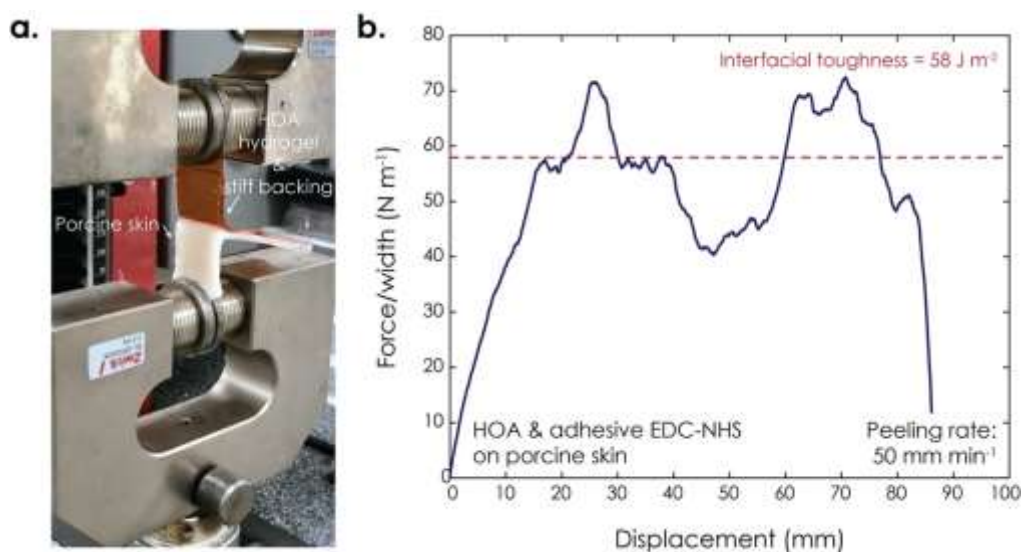 a.
HOA
hydrogel
&
stiff backing
Porcine skin
Zwick /
b.
80
70
60
50
40
30
20
10
0
Force/width (N m⁻¹)
Interfacial toughness = 58 J m⁻²
HOA & adhesive EDC-NHS
on porcine skin
Peeling rate:
50 mm min⁻¹
0 10 20 30 40 50 60 70 80 90 100
Displacement (mm)